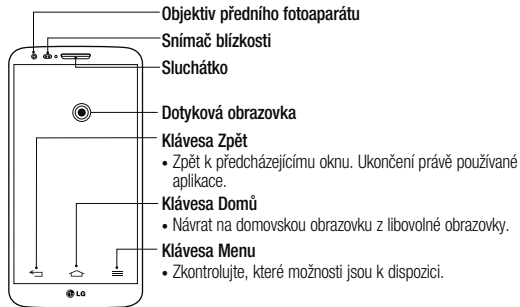 Objektiv předního fotoaparátu
Snímač blízkosti
Sluchátko
Dotyková obrazovka
Klávesa Zpět
• Zpět k předcházejícímu oknu. Ukončení právě používané
aplikace.
Klávesa Domů
• Návrat na domovskou obrazovku z libovolné obrazovky.
Klávesa Menu
• Zkontrolujte, které možnosti jsou k dispozici.
LG